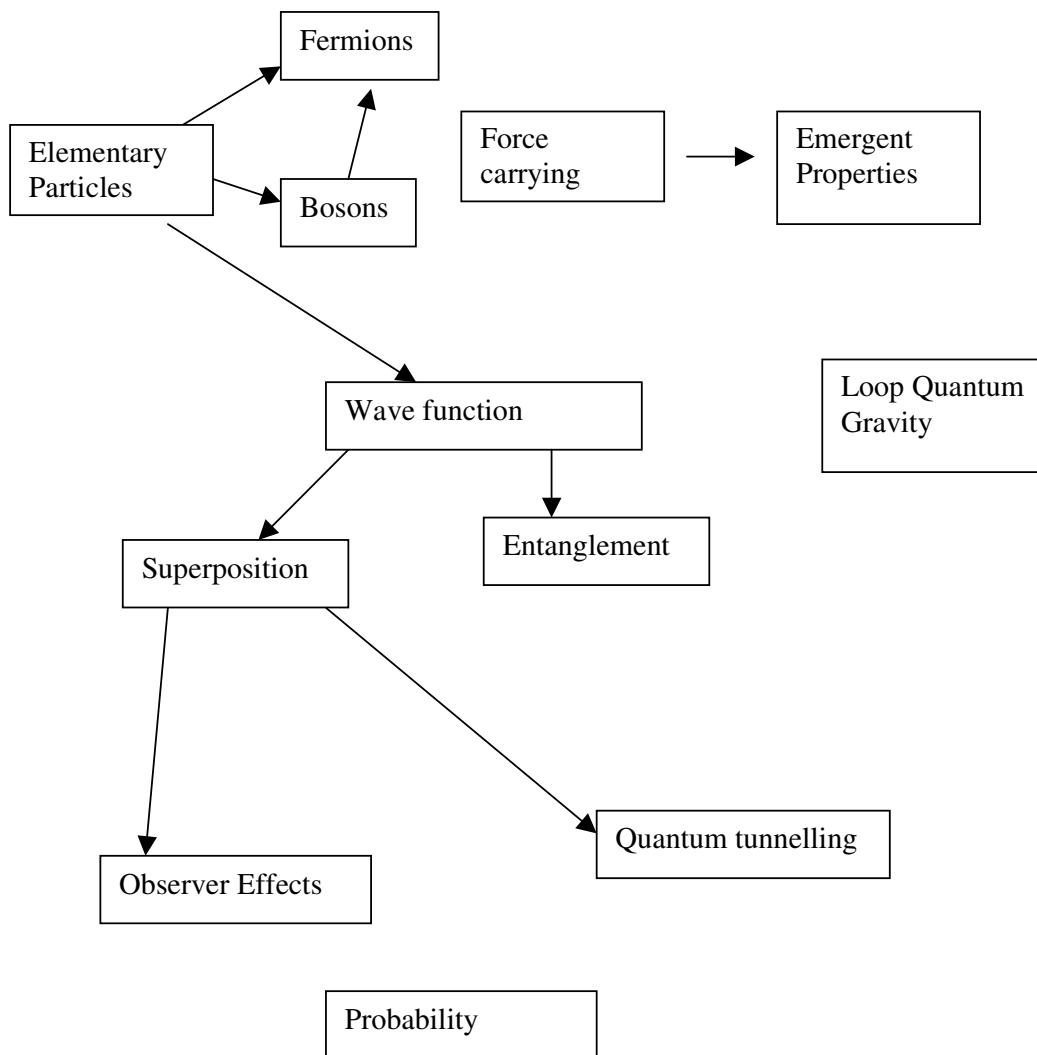 Fermions
Elementary
Particles
Bosons
Force
carrying
Emergent
Properties
Wave function
Loop Quantum
Gravity
Superposition
Entanglement
Observer Effects
Quantum tunnelling
Probability